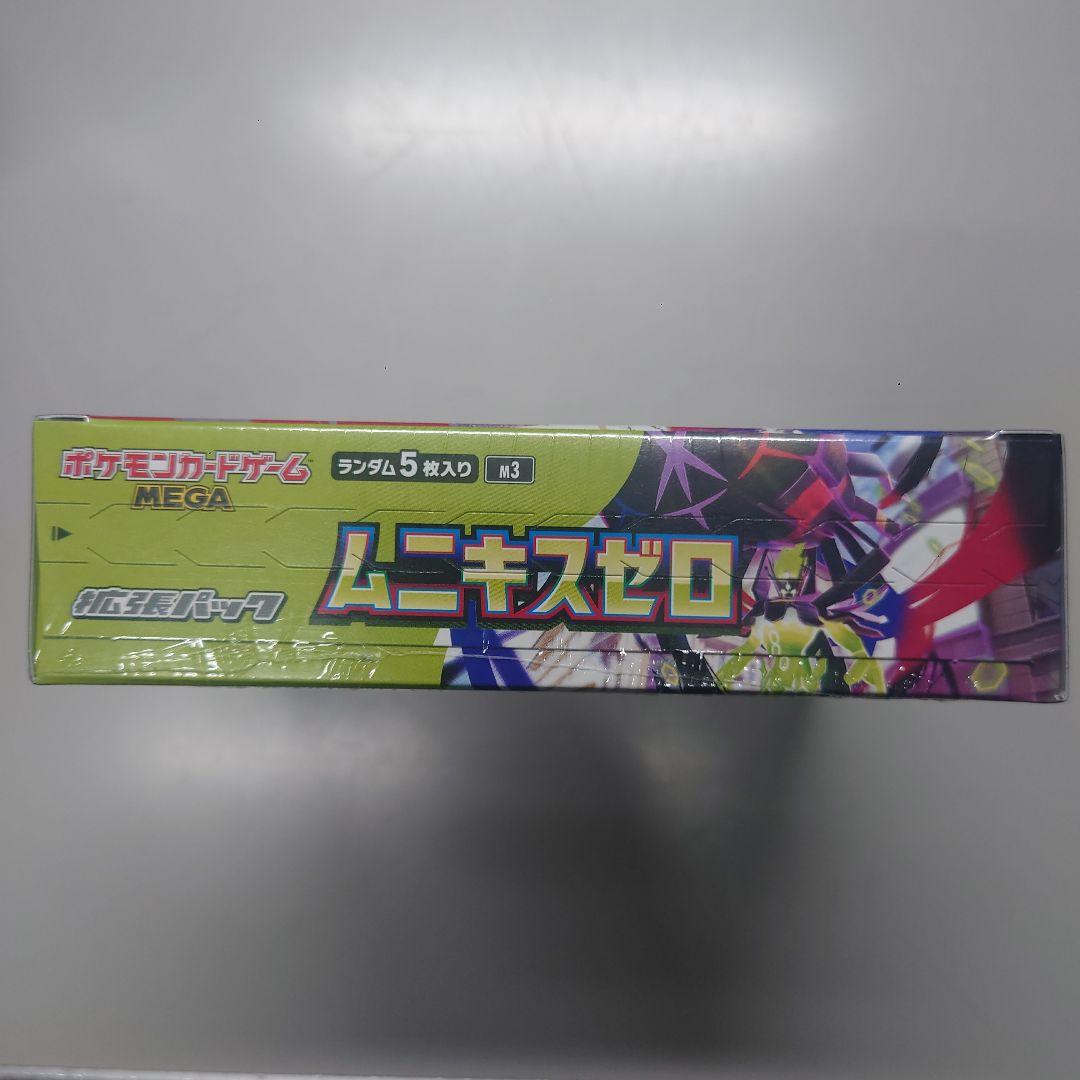 ポケモンカードゲーム
MEGA
ランダム5枚入り M3
ムニキスゼロ
拡張パック